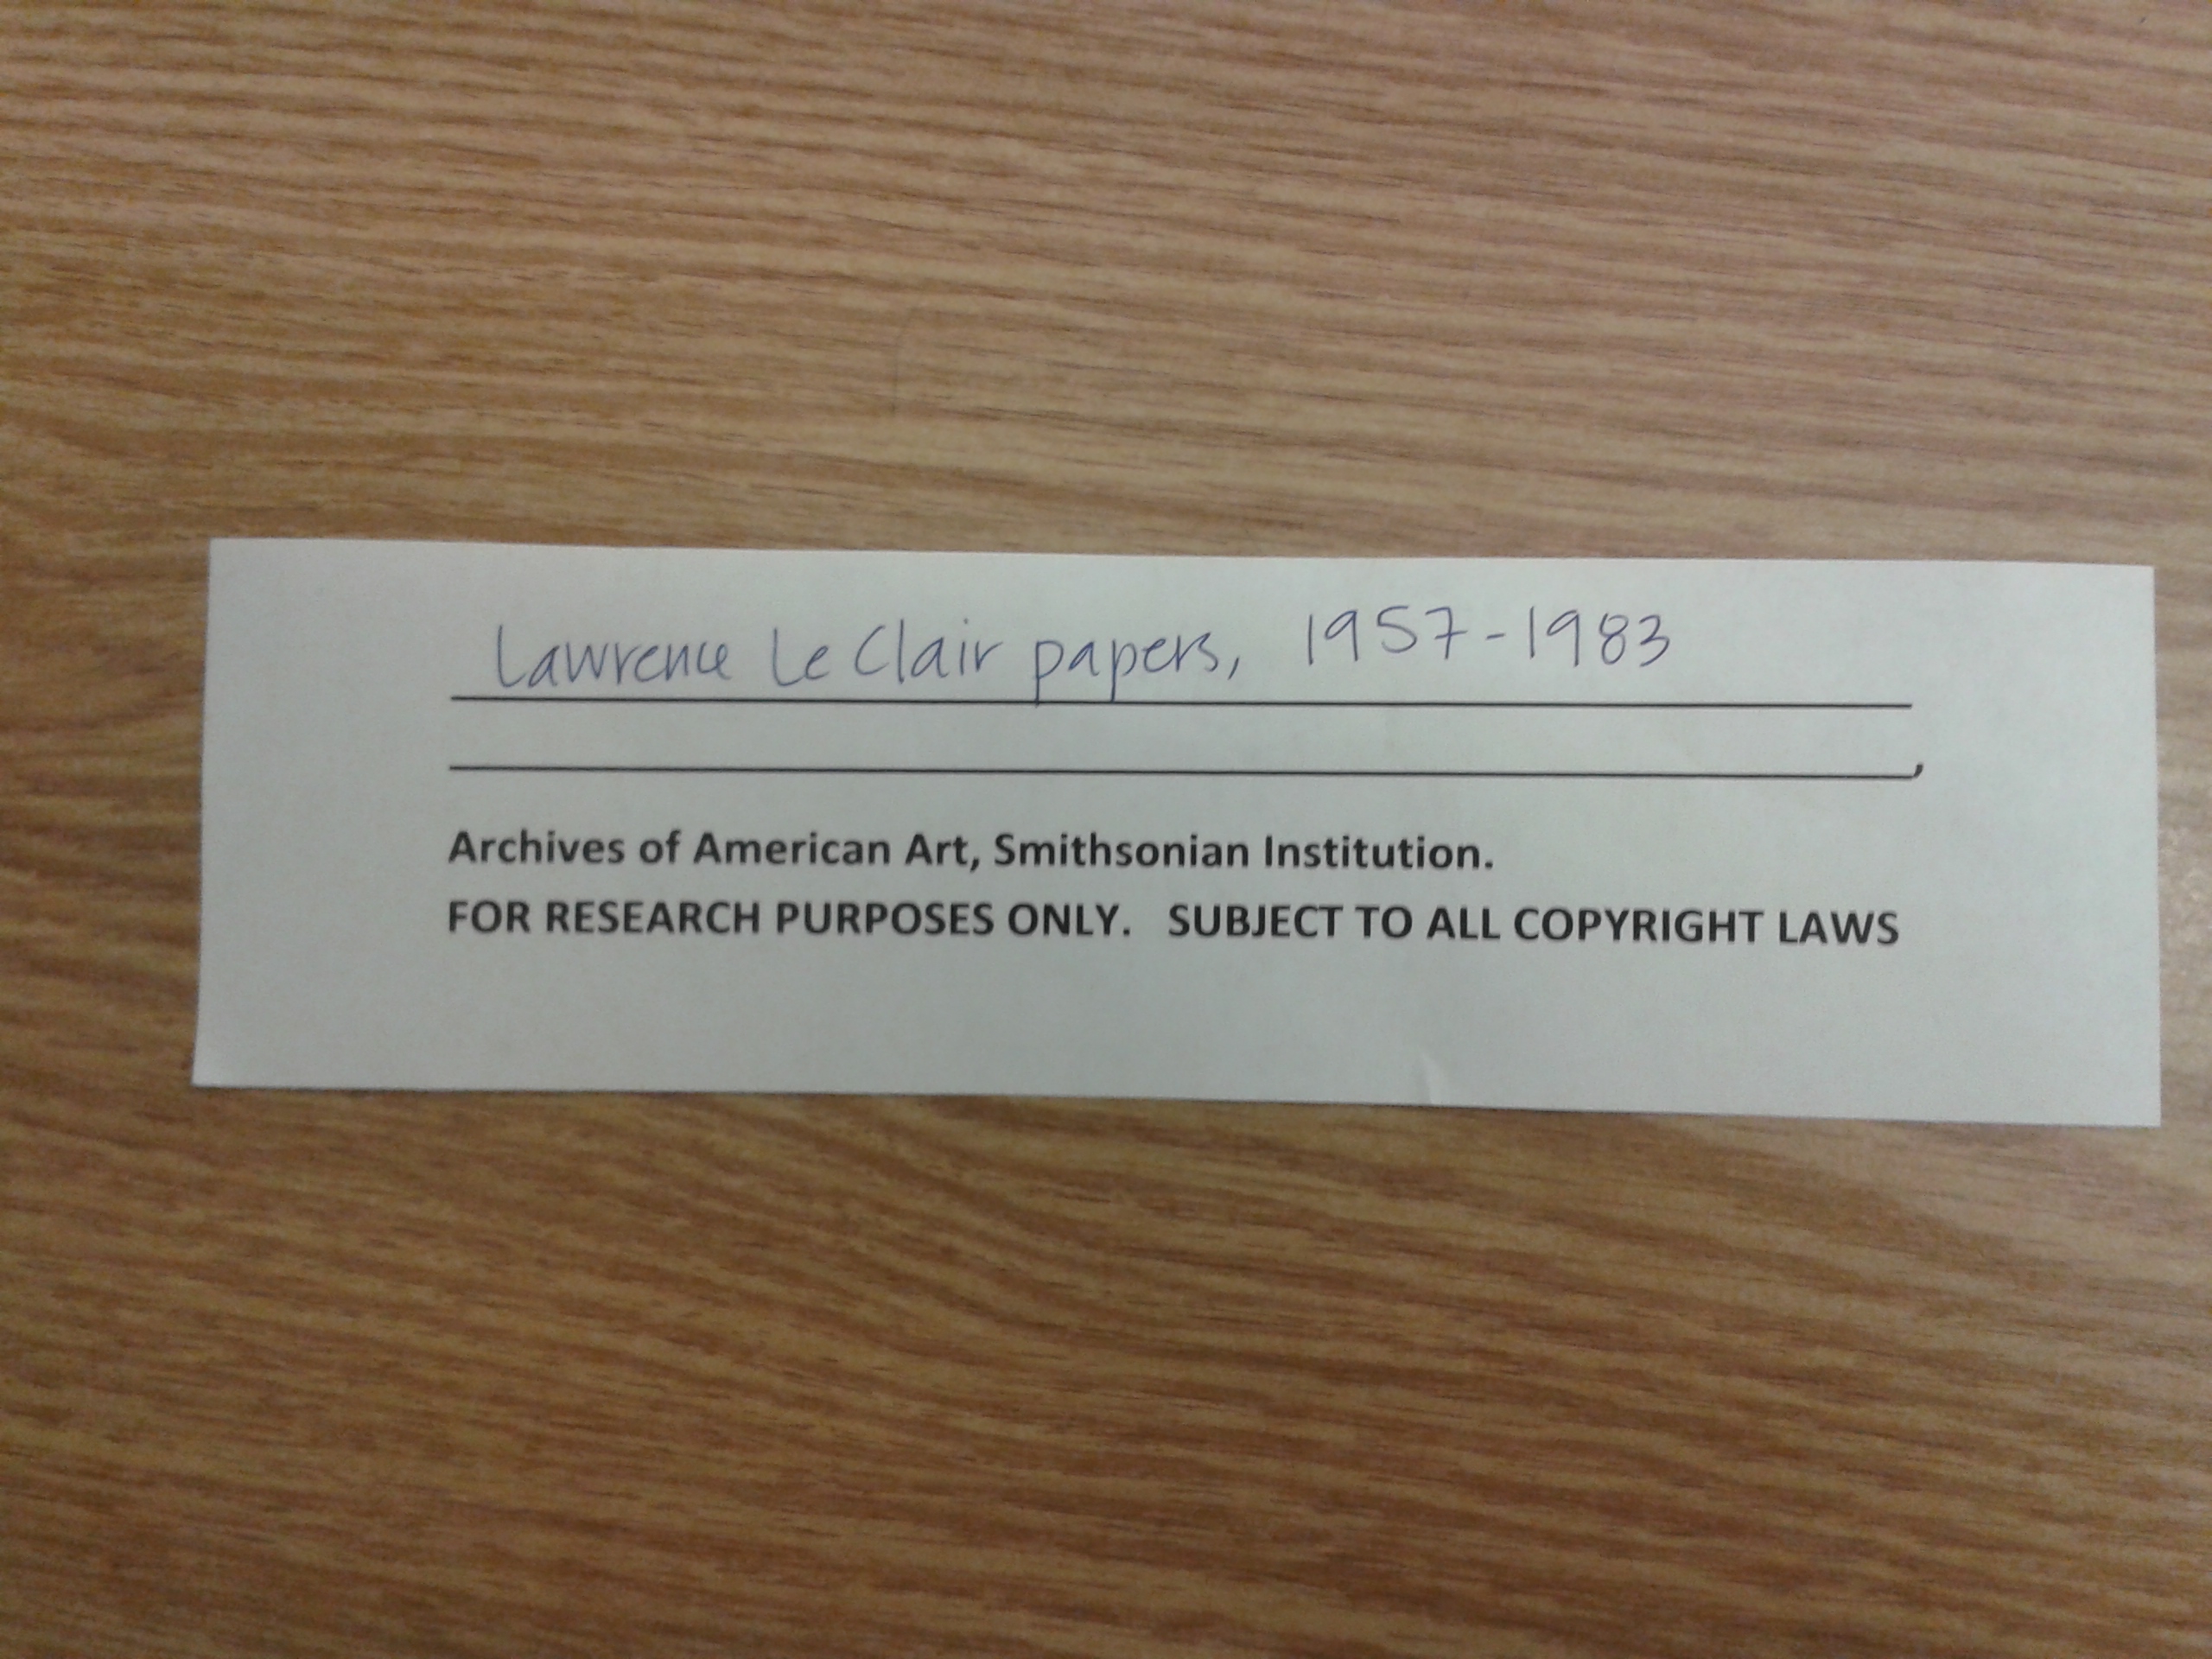 Lawrence Le Clair papers, 1957-1983
,
Archives of American Art, Smithsonian Institution.
FOR RESEARCH PURPOSES ONLY. SUBJECT TO ALL COPYRIGHT LAWS